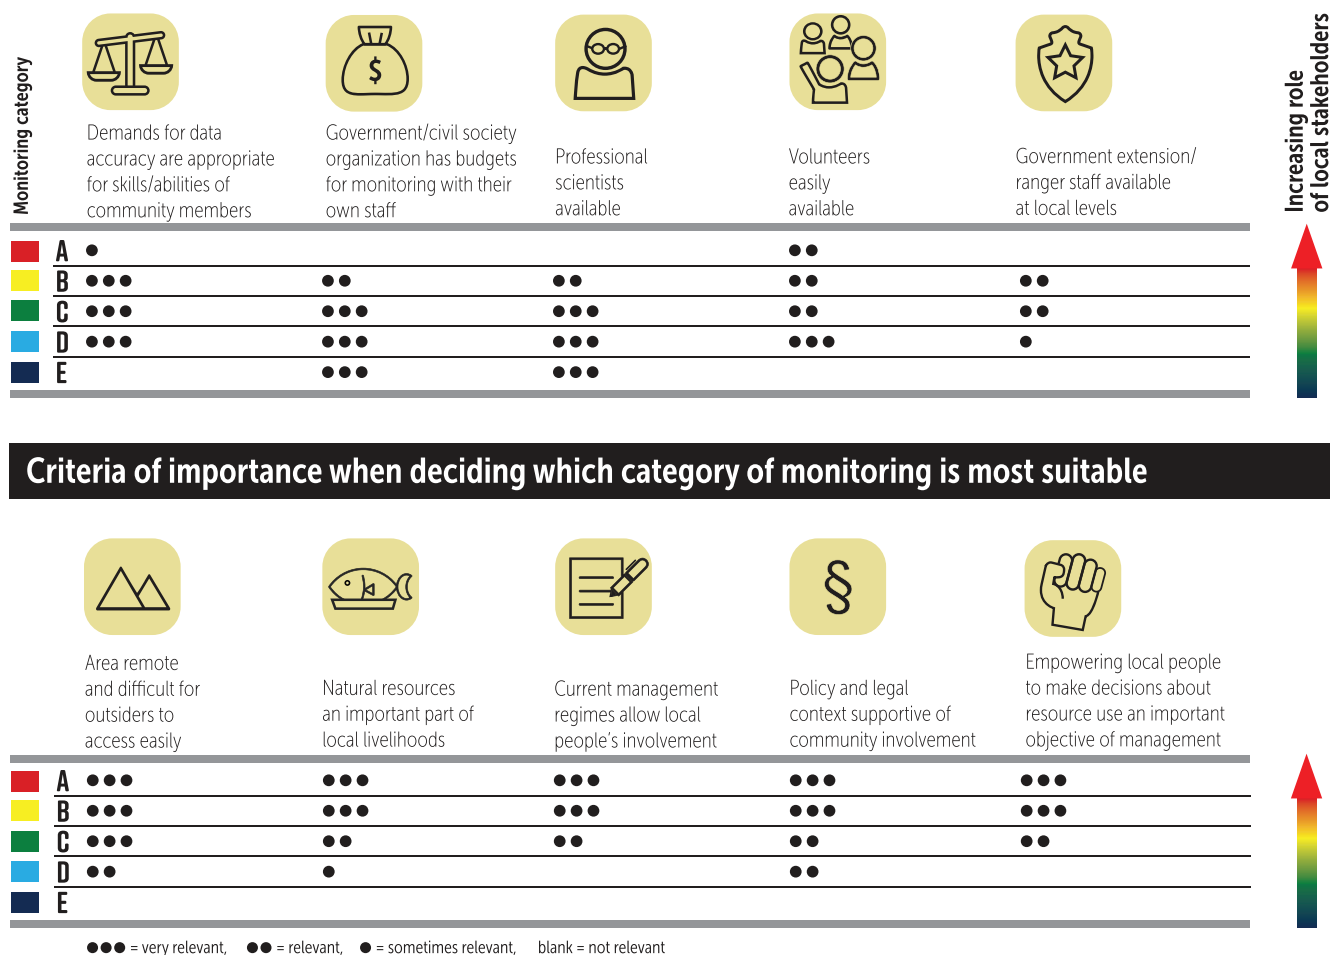 Monitoring category
Demands for data
accuracy are appropriate
for skills/abilities of
community members
Government/civil society
organization has budgets
for monitoring with their
own staff
$
Professional
scientists
available
Volunteers
easily
available
Government extension/
ranger staff available
at local levels
Increasing role
of local stakeholders
A
B
C
D
E
Criteria of importance when deciding which category of monitoring is most suitable
§
Area remote
and difficult for
outsiders to
access easily
Natural resources
an important part of
local livelihoods
Current management
regimes allow local
people's involvement
Policy and legal
context supportive of
community involvement
Empowering local people
to make decisions about
resource use an important
objective of management
A
B
C
D
E
●●● = very relevant, ●● = relevant, ● = sometimes relevant, blank = not relevant